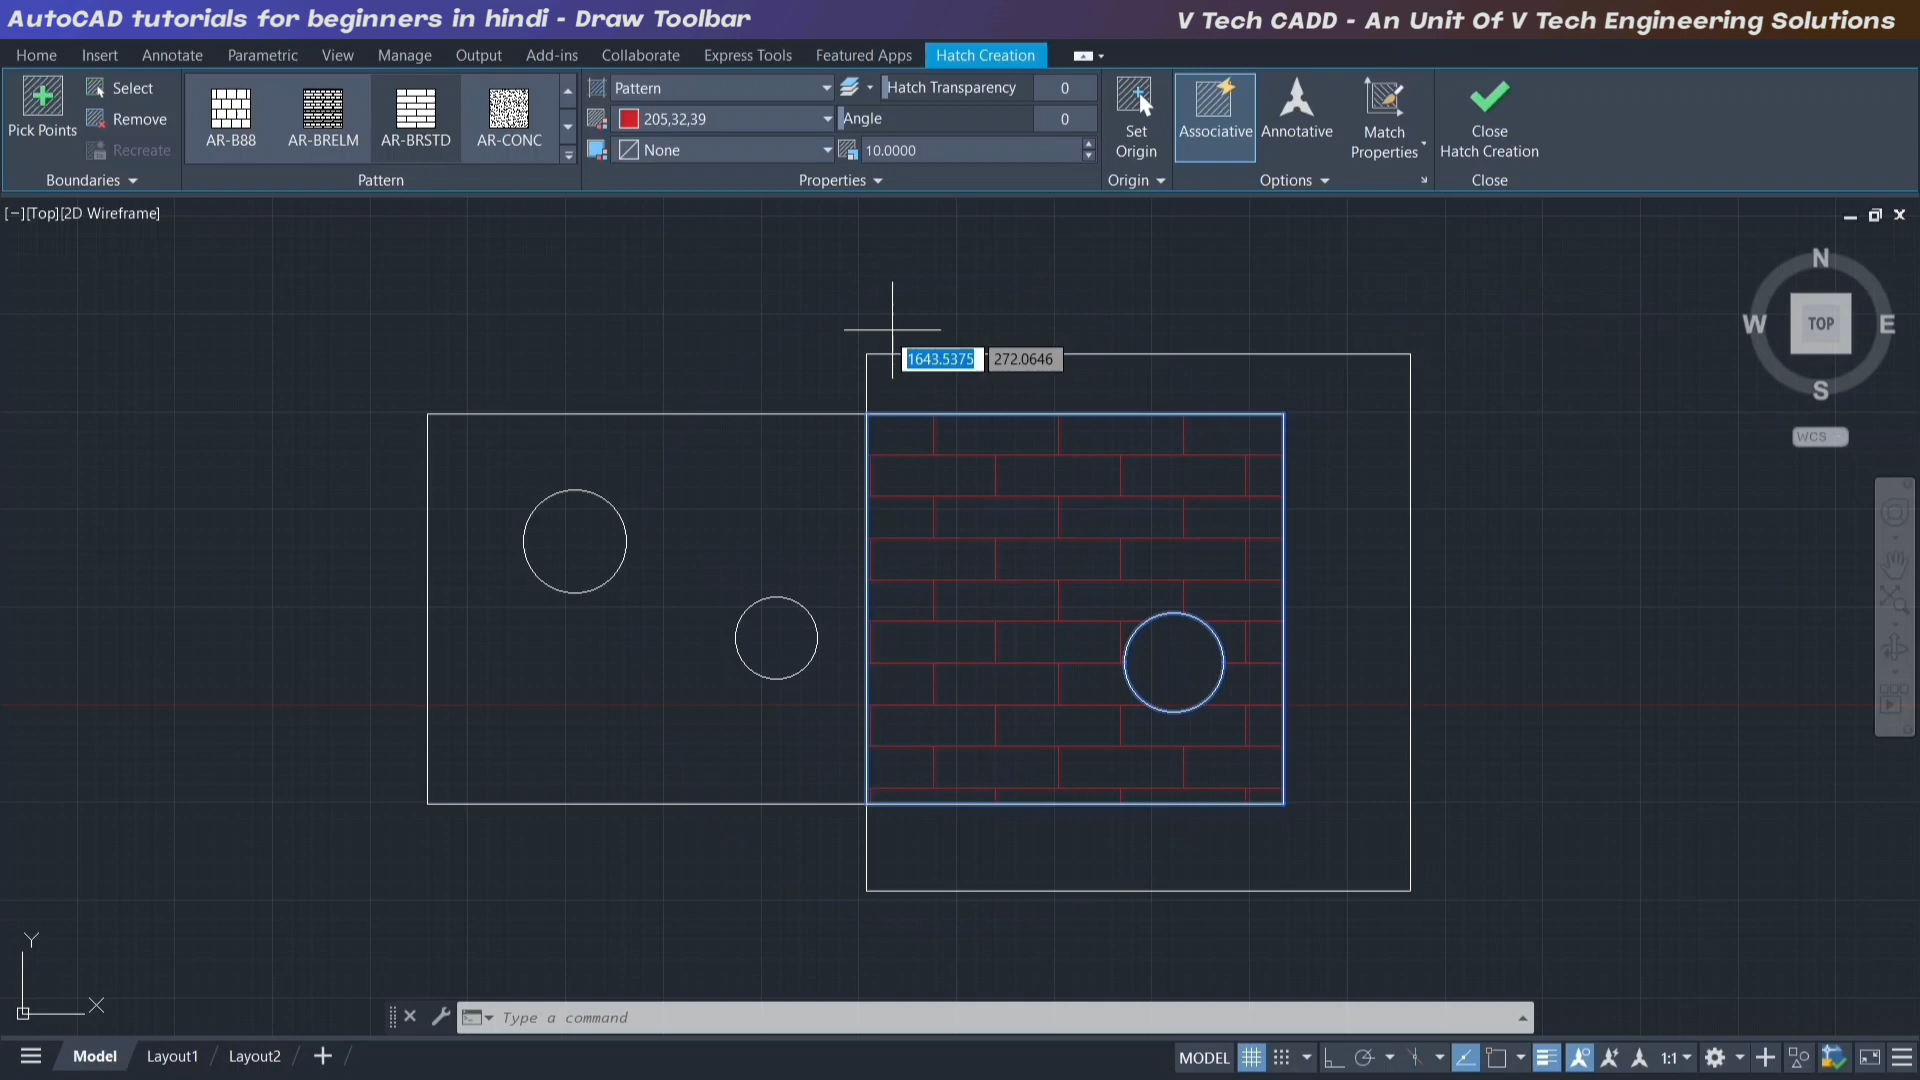 AutoCAD tutorials for beginners in hindi - Draw Toolbar
V Tech CADD - An Unit Of V Tech Engineering Solutions
Home Insert Annotate Parametric View Manage Output Add-ins Collaborate Express Tools Featured Apps Hatch Creation
Pick Points
Select
Remove
Recreate
Boundaries
AR-B88 AR-BRELM AR-BRSTD AR-CONC
Pattern
Pattern
205,32,39
None
Hatch Transparency 0
Angle 0
10.0000
Properties
Set
Origin
Origin
Associative
Annotative
Match
Properties
Options
Close
Hatch Creation
Close
[−][Top][2D Wireframe]
N
W TOP E
S
WCS
1643.5375 272.0646
Y
X
Type a command
Model Layout1 Layout2
MODEL 1:1